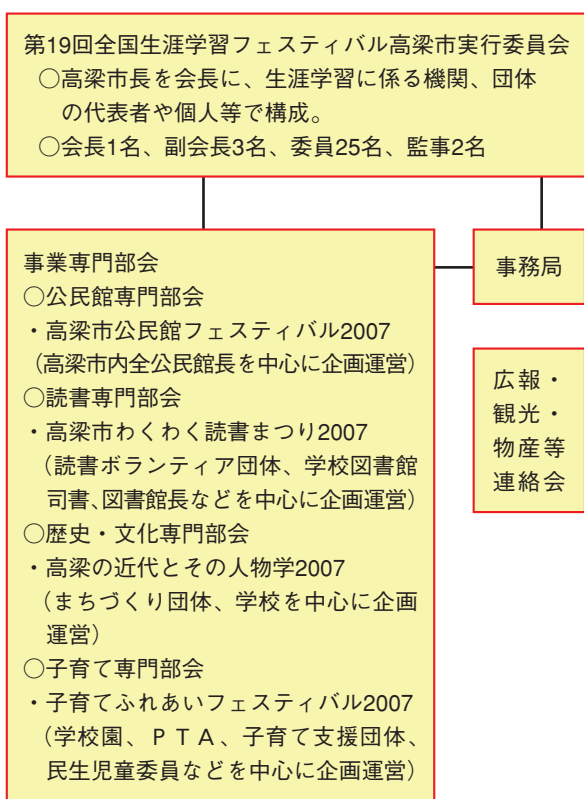 第19回全国生涯学習フェスティバル高梁市実行委員会
○高梁市長を会長に、生涯学習に係る機関、団体
の代表者や個人等で構成。
○会長1名、副会長3名、委員25名、監事2名
事業専門部会
○公民館専門部会
・高梁市公民館フェスティバル2007
(高梁市内全公民館長を中心に企画運営)
○読書専門部会
・高梁市わくわく読書まつり2007
(読書ボランティア団体、学校図書館
司書、図書館長などを中心に企画運営)
○歴史・文化専門部会
・高梁の近代とその人物学2007
(まちづくり団体、学校を中心に企画
運営)
○子育て専門部会
・子育てふれあいフェスティバル2007
(学校園、ＰＴＡ、子育て支援団体、
民生児童委員などを中心に企画運営)
事務局
広報・
観光・
物産等
連絡会